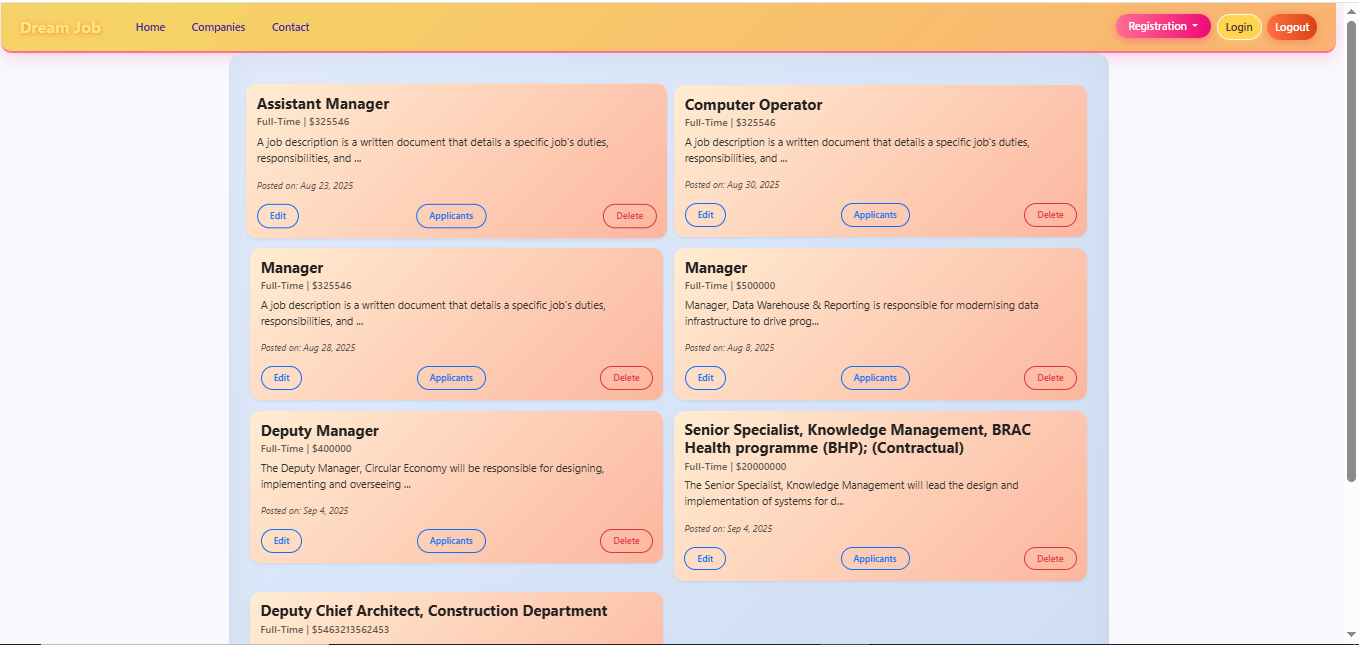 Dream Job Home Companies Contact Registration Login Logout
Assistant Manager
Full-Time | $325546
A job description is a written document that details a specific job's duties,
responsibilities, and ...
Posted on: Aug 23, 2025
Edit Applicants Delete
Computer Operator
Full-Time | $325546
A job description is a written document that details a specific job's duties,
responsibilities, and ...
Posted on: Aug 30, 2025
Edit Applicants Delete
Manager
Full-Time | $325546
A job description is a written document that details a specific job's duties,
responsibilities, and ...
Posted on: Aug 28, 2025
Edit Applicants Delete
Manager
Full-Time | $500000
Manager, Data Warehouse & Reporting is responsible for modernising data
infrastructure to drive prog...
Posted on: Aug 8, 2025
Edit Applicants Delete
Deputy Manager
Full-Time | $400000
The Deputy Manager, Circular Economy will be responsible for designing,
implementing and overseeing ...
Posted on: Sep 4, 2025
Edit Applicants Delete
Senior Specialist, Knowledge Management, BRAC
Health programme (BHP); (Contractual)
Full-Time | $20000000
The Senior Specialist, Knowledge Management will lead the design and
implementation of systems for d...
Posted on: Sep 4, 2025
Edit Applicants Delete
Deputy Chief Architect, Construction Department
Full-Time | $5463213562453